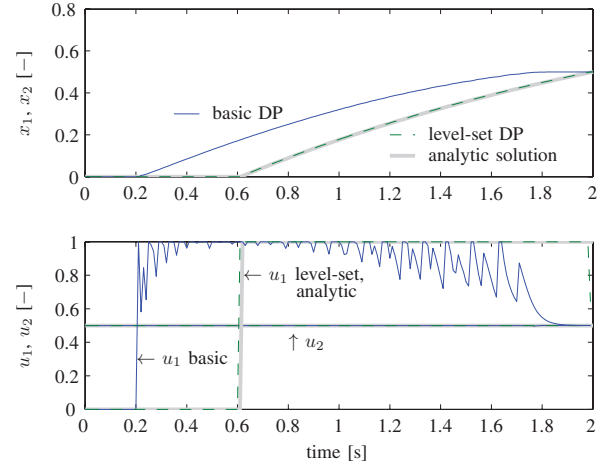 0.8
0.6
0.4
0.2
0
x₁, x₂ [−]
basic DP
level-set DP
analytic solution
0 0.2 0.4 0.6 0.8 1 1.2 1.4 1.6 1.8 2
1
0.8
0.6
0.4
0.2
0
u₁, u₂ [−]
← u₁ level-set,
analytic
↑ u₂
← u₁ basic
0 0.2 0.4 0.6 0.8 1 1.2 1.4 1.6 1.8 2
time [s]